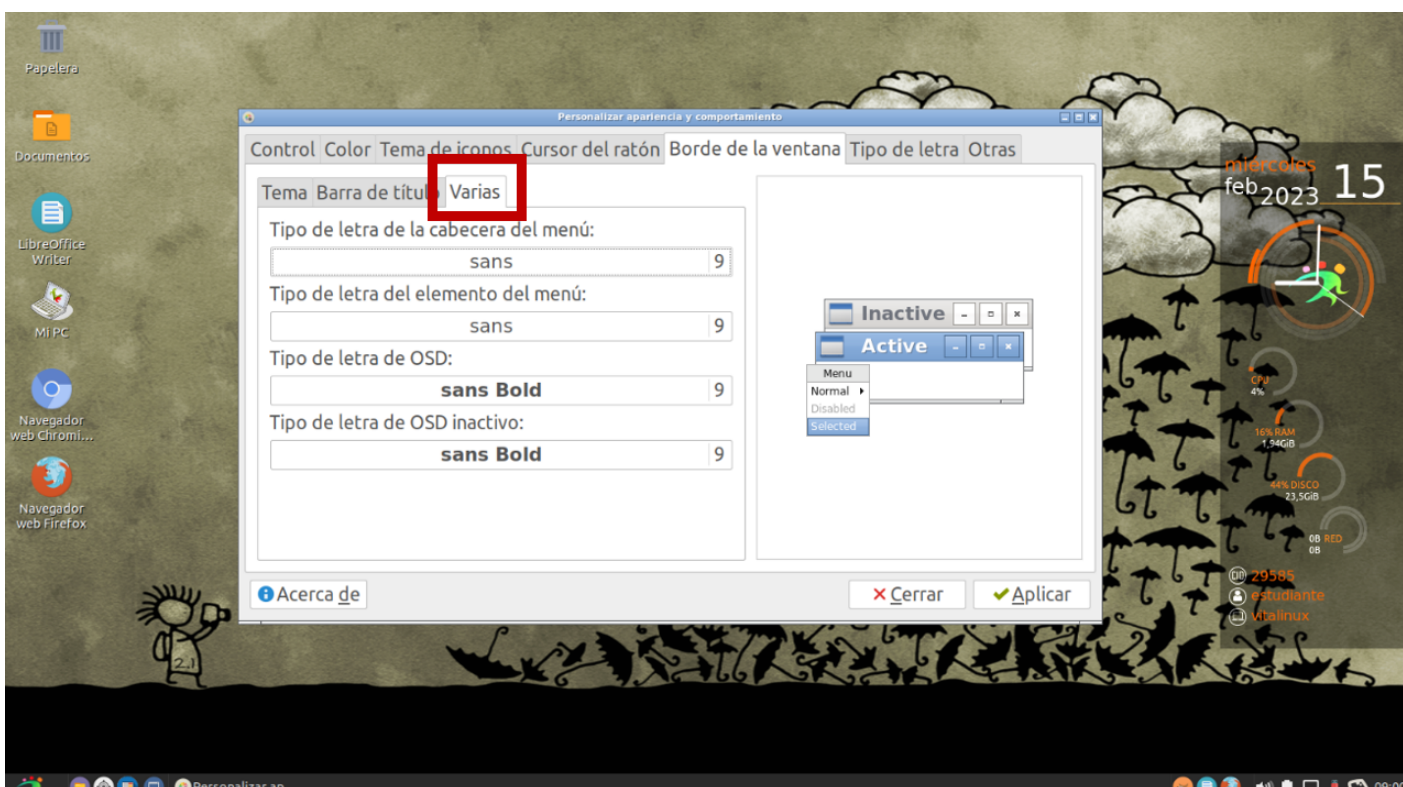 Papelera
Documentos
LibreOffice
Writer
Mi PC
Navegador
web Chromi...
Navegador
web Firefox
Personalizar apariencia y comportamiento
Control Color Tema de iconos Cursor del ratón Borde de la ventana Tipo de letra Otras
Tema Barra de título Varias
Tipo de letra de la cabecera del menú:
sans 9
Tipo de letra del elemento del menú:
sans 9
Tipo de letra de OSD:
sans Bold 9
Tipo de letra de OSD inactivo:
sans Bold 9
Inactive
Active
Menu
Normal
Disabled
Selected
Acerca de
Cerrar
Aplicar
miércoles
feb 2023 15
CPU
4%
16% RAM
1,94GiB
44% DISCO
23,5GiB
0B RED
0B
29585
estudiante
vitalinux
2.1
Personalizar ap...